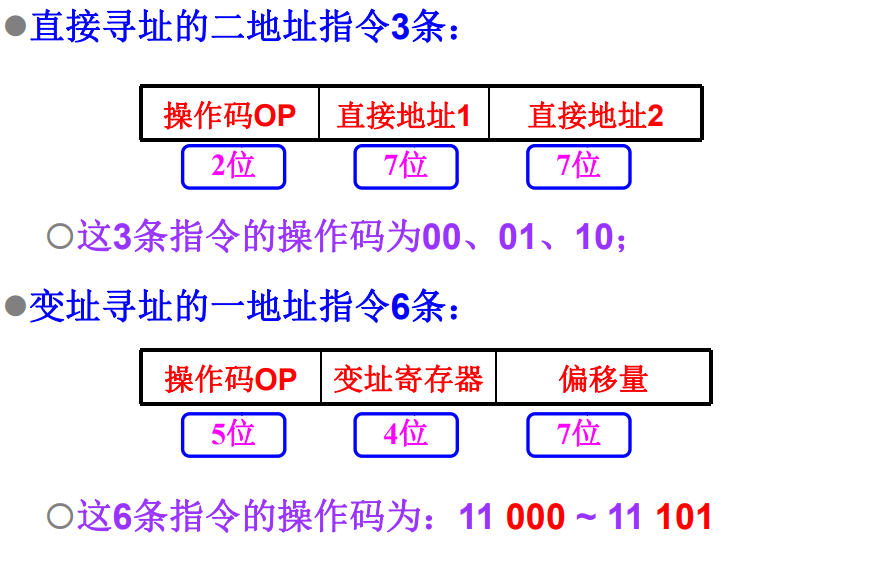 ●直接寻址的二地址指令3条：
操作码OP 直接地址1 直接地址2
2位 7位 7位
○这3条指令的操作码为00、01、10；
●变址寻址的一地址指令6条：
操作码OP 变址寄存器 偏移量
5位 4位 7位
○这6条指令的操作码为：11 000 ~ 11 101